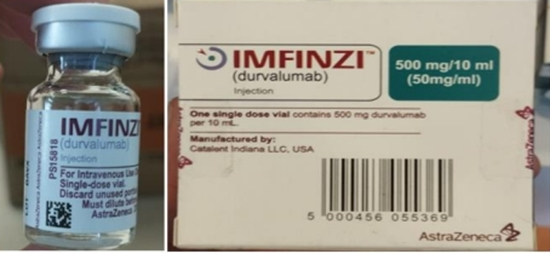 IMFINZI
(durvalumab)
Injection
For Intravenous Use
Single-dose vial.
Discard unused
Must dilute
AstraZeneca
PS15818
IMFINZI™
(durvalumab)
Injection
500 mg/10 ml
(50mg/ml)
One single dose vial contains 500 mg durvalumab
per 10 mL.
Manufactured by:
Catalent Indiana LLC, USA
5 000456 055369
AstraZeneca